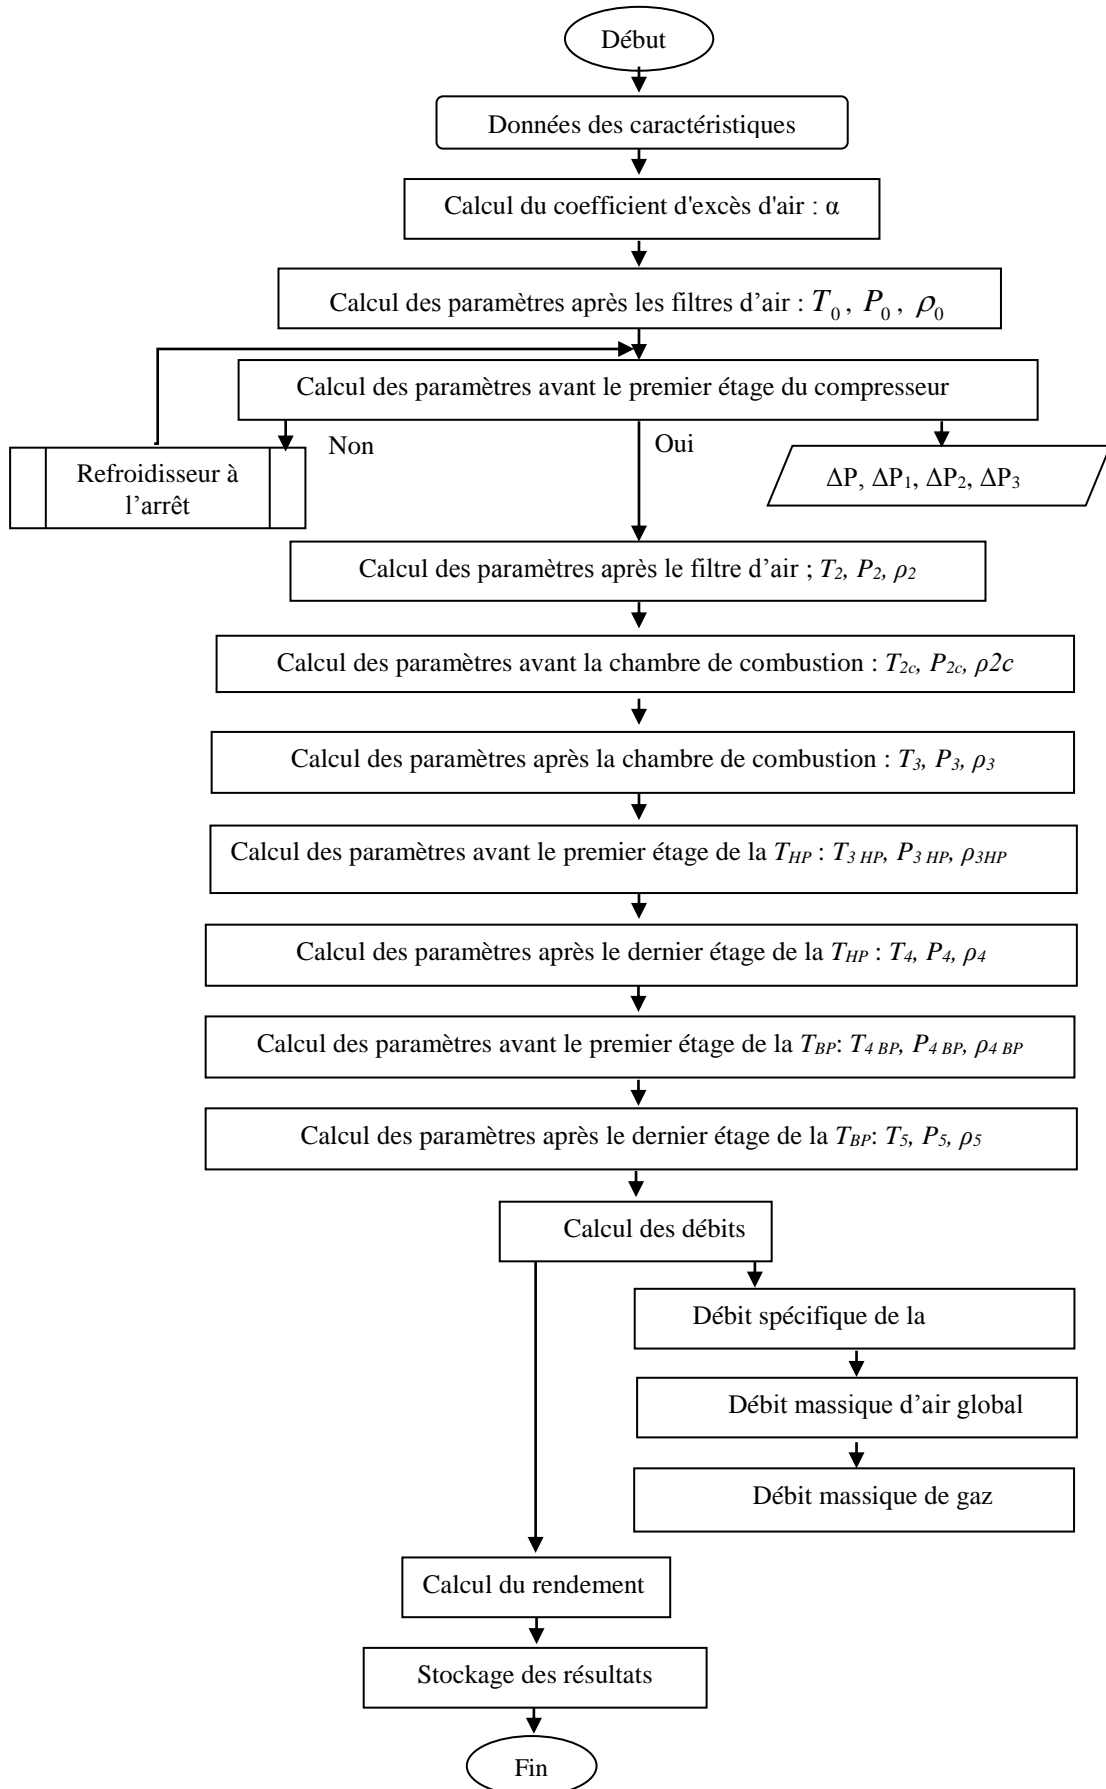 Début
Données des caractéristiques
Calcul du coefficient d'excès d'air : α
Calcul des paramètres après les filtres d’air : T₀ , P₀ , ρ₀
Calcul des paramètres avant le premier étage du compresseur
Non
Oui
Refroidisseur à
l’arrêt
ΔP, ΔP₁, ΔP₂, ΔP₃
Calcul des paramètres après le filtre d’air ; T₂, P₂, ρ₂
Calcul des paramètres avant la chambre de combustion : T2c, P2c, ρ2c
Calcul des paramètres après la chambre de combustion : T₃, P₃, ρ₃
Calcul des paramètres avant le premier étage de la THP : T3 HP, P3 HP, ρ3HP
Calcul des paramètres après le dernier étage de la THP : T₄, P₄, ρ₄
Calcul des paramètres avant le premier étage de la TBP: T4 BP, P4 BP, ρ4 BP
Calcul des paramètres après le dernier étage de la TBP: T₅, P₅, ρ₅
Calcul des débits
Débit spécifique de la
Débit massique d’air global
Débit massique de gaz
Calcul du rendement
Stockage des résultats
Fin